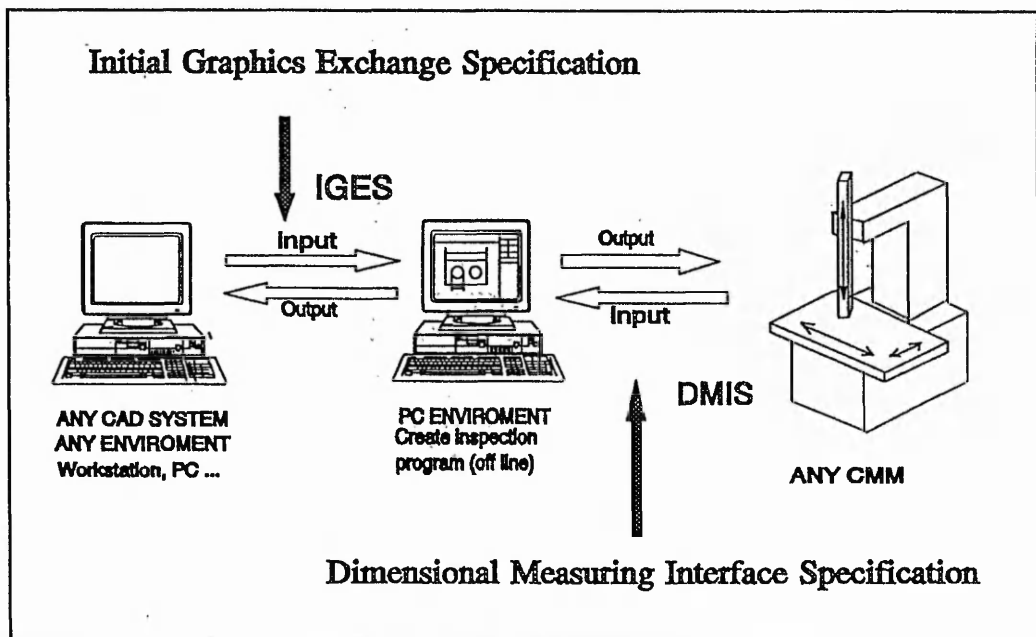 Initial Graphics Exchange Specification
IGES
Input
Output
Output
Input
DMIS
ANY CAD SYSTEM
ANY ENVIROMENT
Workstation, PC ...
PC ENVIROMENT
Create inspection
program (off line)
ANY CMM
Dimensional Measuring Interface Specification